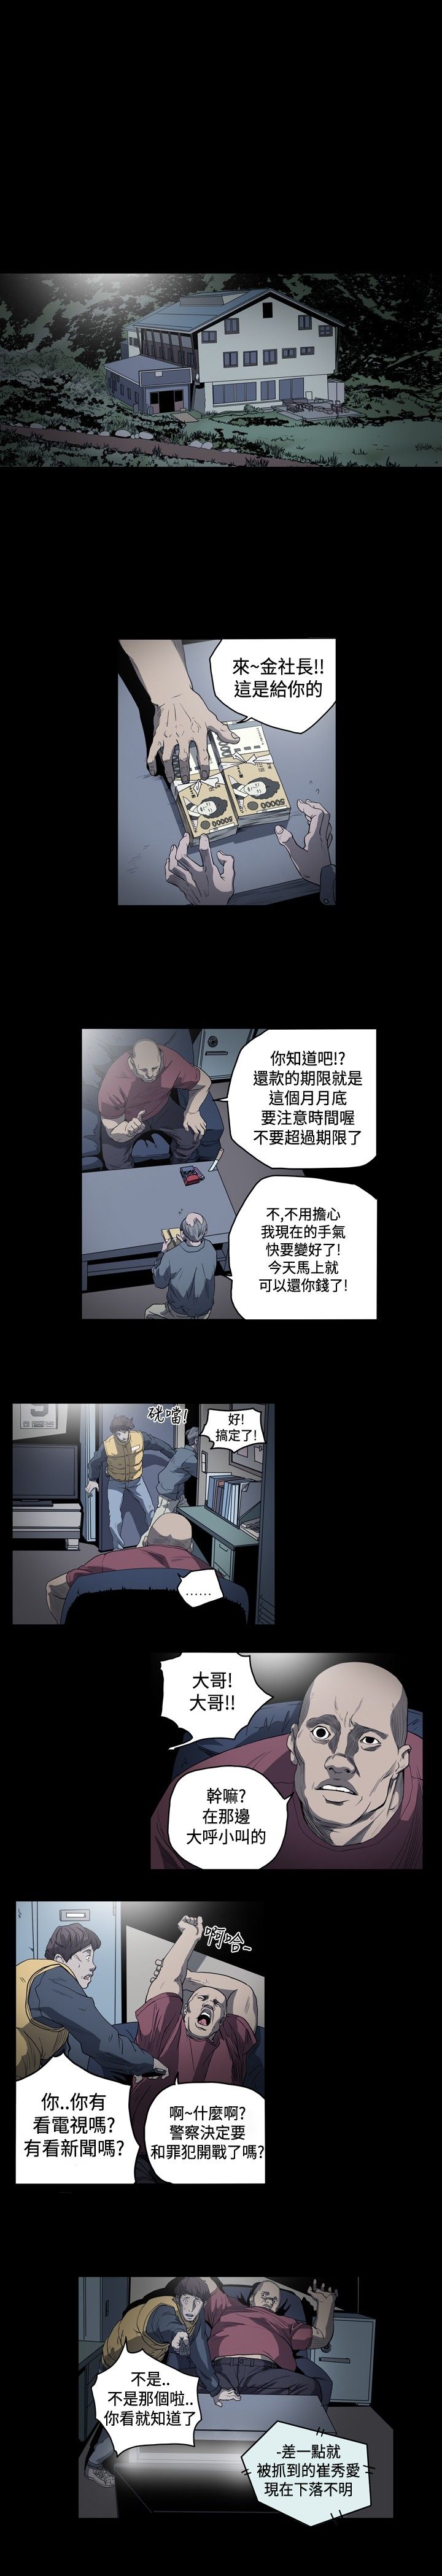 來~金社長!!
這是給你的
50000
50000
你知道吧!?
還款的期限就是
這個月月底
要注意時間喔
不要超過期限了
不,不用擔心
我現在的手氣
快要變好了!
今天馬上就
可以還你錢了!
硄噹!
好!
搞定了!
......
大哥!
大哥!!
幹嘛?
在那邊
大呼小叫的
啊哈~
你..你有
看電視嗎?
有看新聞嗎?
啊~什麼啊?
警察決定要
和罪犯開戰了嗎?
不是..
不是那個啦..
你看就知道了
-差一點就
被抓到的崔秀愛
現在下落不明